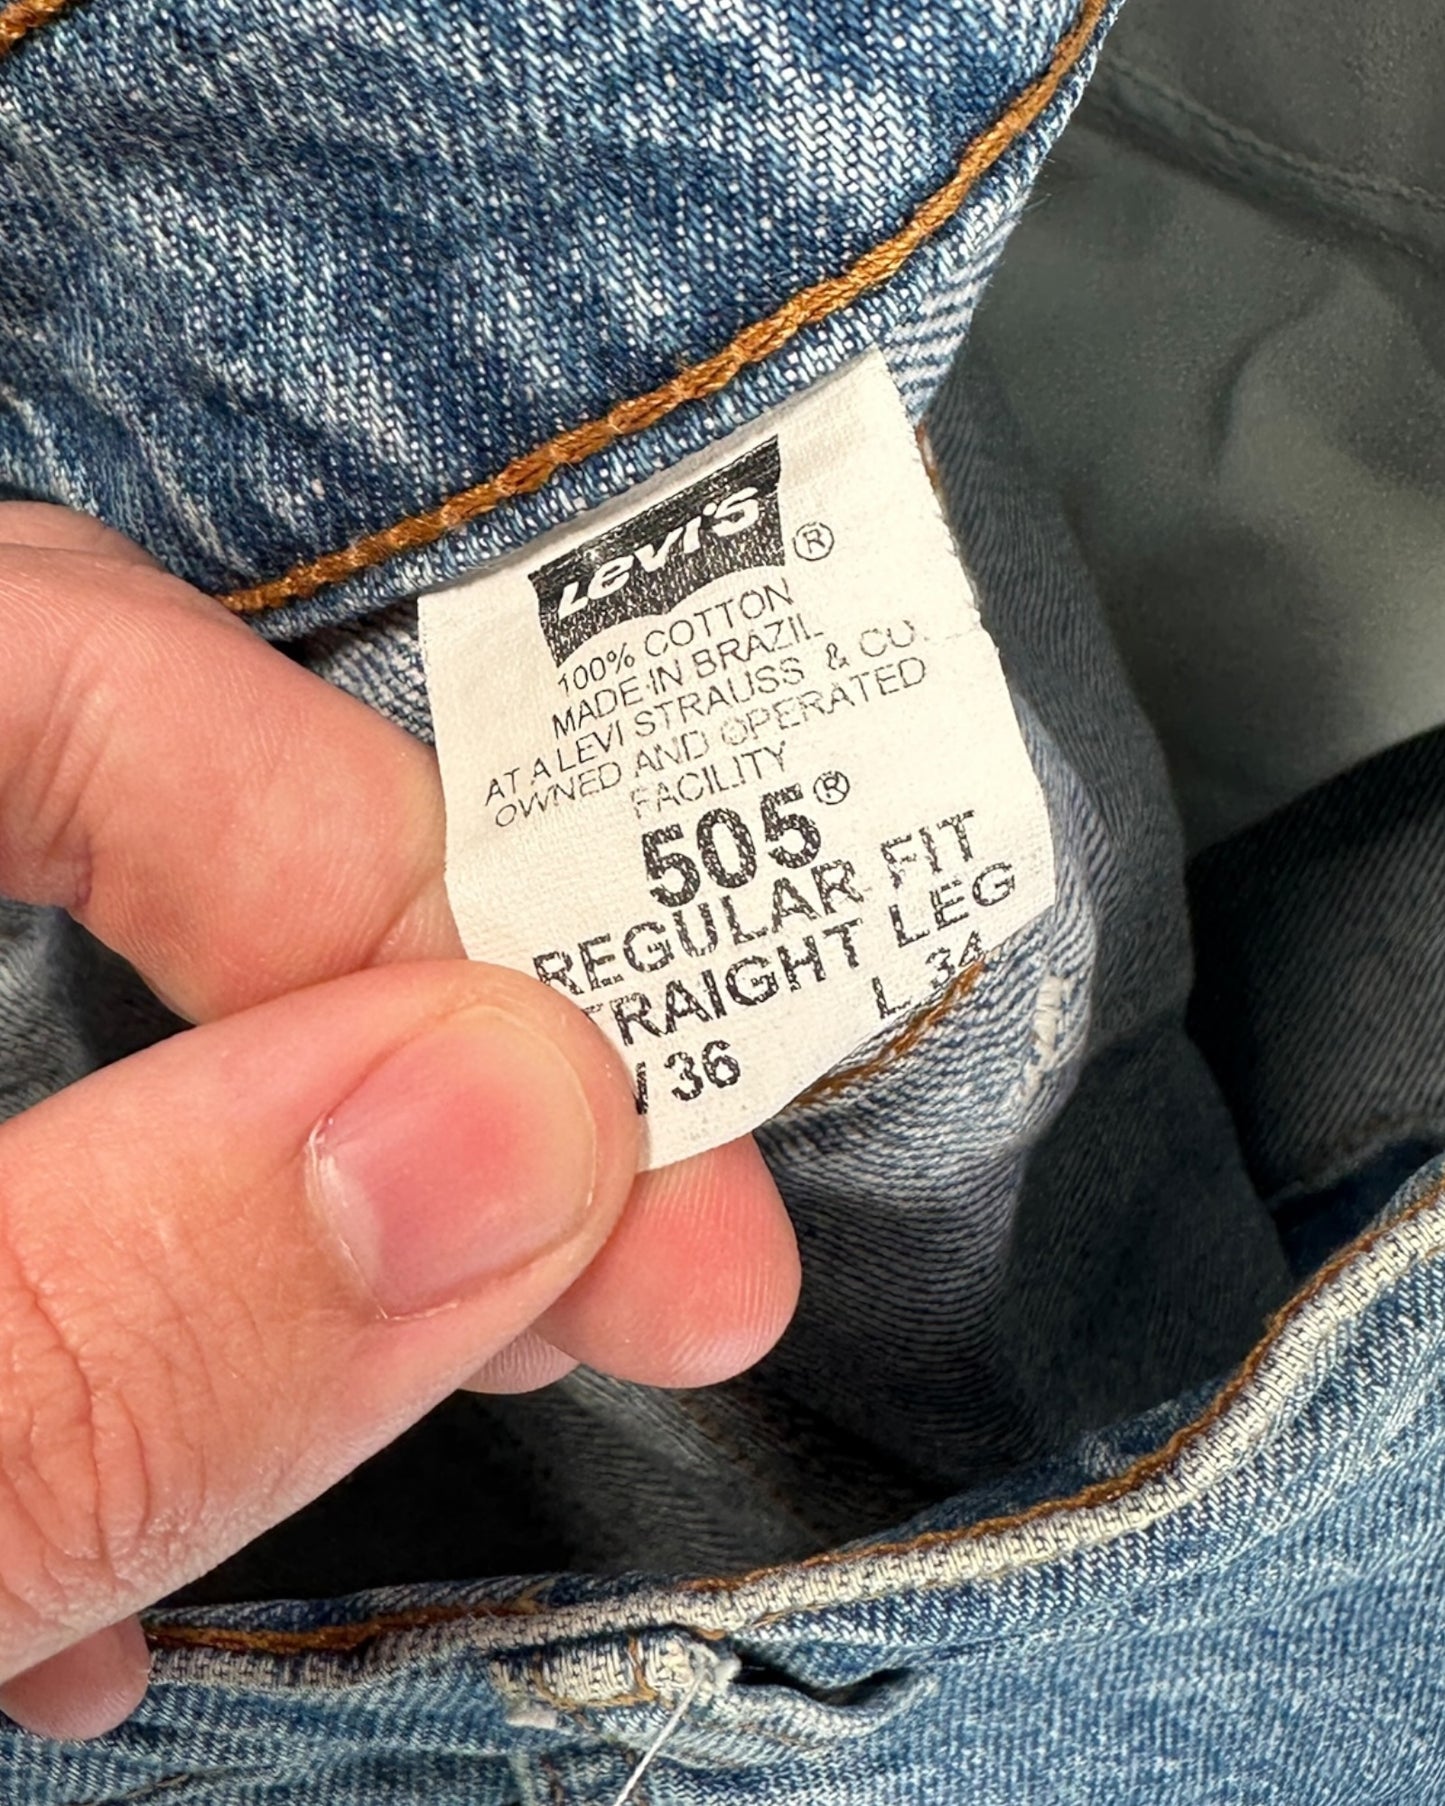 Levi's ®
100% COTTON
MADE IN BRAZIL
AT A LEVI STRAUSS & CO.
OWNED AND OPERATED
FACILITY
505®
REGULAR FIT
TRAIGHT LEG
36 L 34